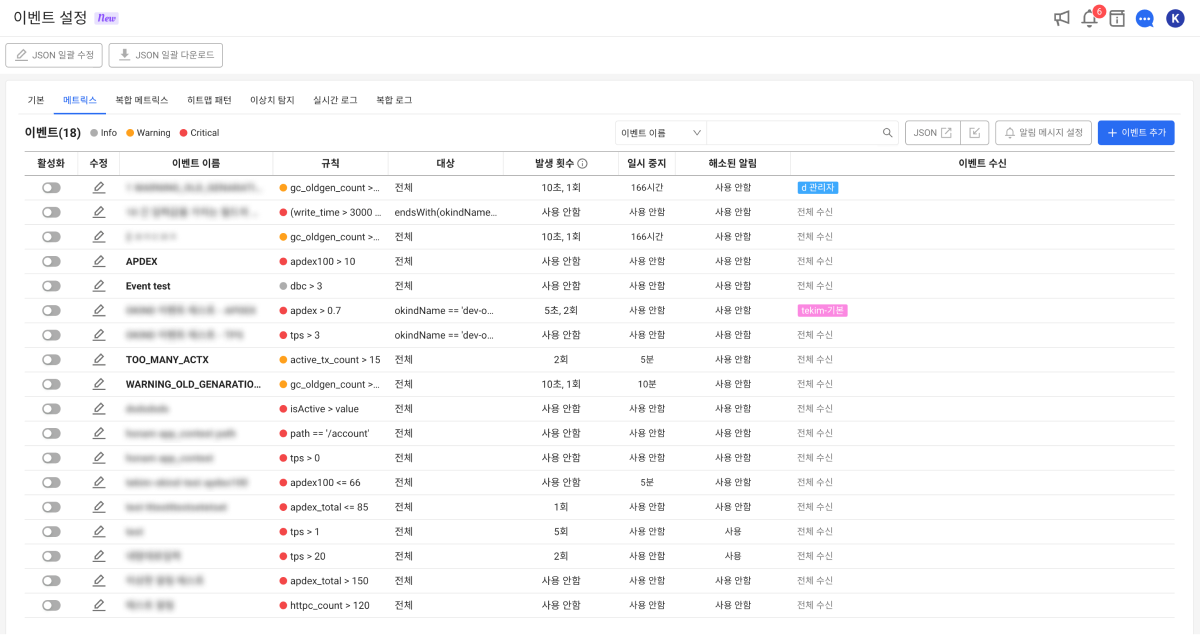 이벤트 설정 New
6
K
JSON 일괄 수정 JSON 일괄 다운로드
기본 메트릭스 복합 메트릭스 히트맵 패턴 이상치 탐지 실시간 로그 복합 로그
이벤트(18) Info Warning Critical 이벤트 이름 JSON 알림 메시지 설정 + 이벤트 추가
활성화 수정 이벤트 이름 규칙 대상 발생 횟수 일시 중지 해소된 알림 이벤트 수신
gc_oldgen_count >... 전체 10초, 1회 166시간 사용 안함 d 관리자
(write_time > 3000 ... endsWith(okindName... 사용 안함 사용 안함 사용 안함 전체 수신
gc_oldgen_count >... 전체 10초, 1회 166시간 사용 안함 전체 수신
APDEX apdex100 > 10 전체 사용 안함 사용 안함 사용 안함 전체 수신
Event test dbc > 3 전체 사용 안함 사용 안함 사용 안함 전체 수신
apdex > 0.7 okindName == 'dev-o... 5초, 2회 사용 안함 사용 안함 tekim-기본
tps > 3 okindName == 'dev-o... 사용 안함 사용 안함 사용 안함 전체 수신
TOO_MANY_ACTX active_tx_count > 15 전체 2회 5분 사용 안함 전체 수신
WARNING_OLD_GENARATIO... gc_oldgen_count >... 전체 10초, 1회 10분 사용 안함 전체 수신
isActive > value 전체 사용 안함 사용 안함 사용 안함 전체 수신
path == '/account' 전체 사용 안함 사용 안함 사용 안함 전체 수신
tps > 0 전체 사용 안함 사용 안함 사용 안함 전체 수신
apdex100 <= 66 전체 사용 안함 5분 사용 안함 전체 수신
apdex_total <= 85 전체 1회 사용 안함 사용 안함 전체 수신
tps > 1 전체 5회 사용 안함 사용 전체 수신
tps > 20 전체 2회 사용 안함 사용 전체 수신
apdex_total > 150 전체 사용 안함 사용 안함 사용 안함 전체 수신
httpc_count > 120 전체 사용 안함 사용 안함 사용 안함 전체 수신